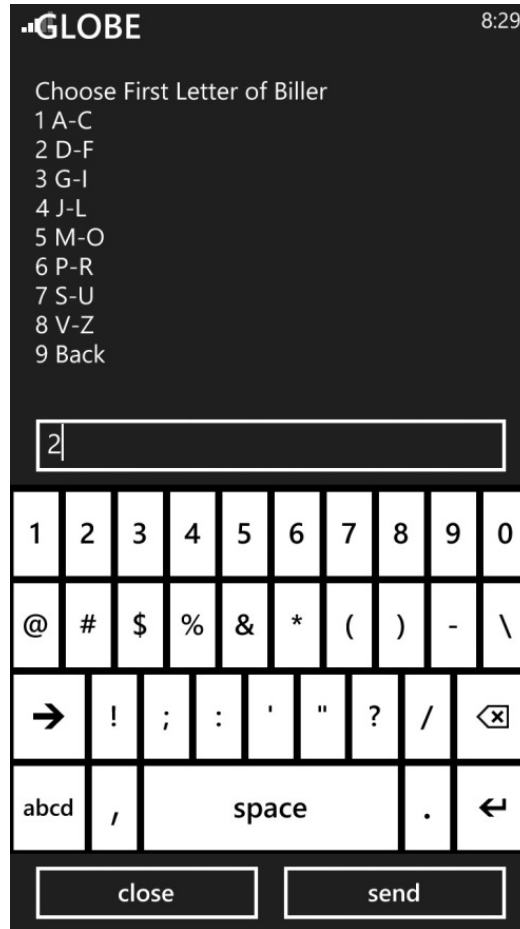 GLOBE 8:29
Choose First Letter of Biller
1 A-C
2 D-F
3 G-I
4 J-L
5 M-O
6 P-R
7 S-U
8 V-Z
9 Back
2
1 2 3 4 5 6 7 8 9 0
@ # $ % & * ( ) - \
→ ! ; : ' " ? /
abcd , space .
close send